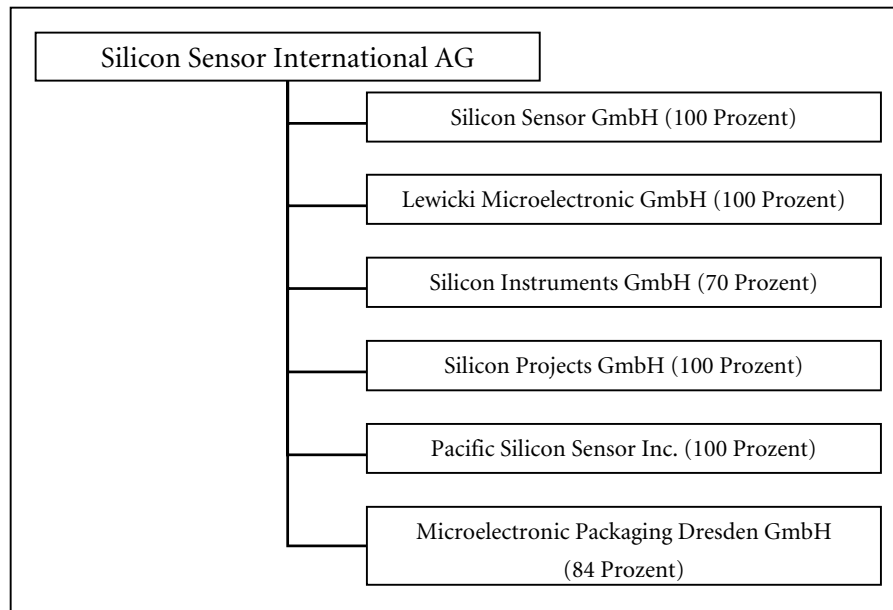 Silicon Sensor International AG
Silicon Sensor GmbH (100 Prozent)
Lewicki Microelectronic GmbH (100 Prozent)
Silicon Instruments GmbH (70 Prozent)
Silicon Projects GmbH (100 Prozent)
Pacific Silicon Sensor Inc. (100 Prozent)
Microelectronic Packaging Dresden GmbH
(84 Prozent)